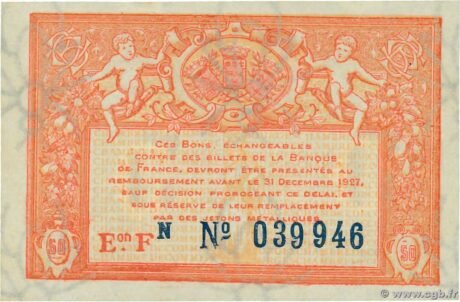 Ces Bons, échangeables
contre des billets de la Banque
de France, devront être présentés au
remboursement avant le 31 Décembre 1927,
sauf décision prorogeant ce délai, et
sous réserve de leur remplacement
par des jetons métalliques.
Eon. F N No 039946
50 50
© www.cgb.fr